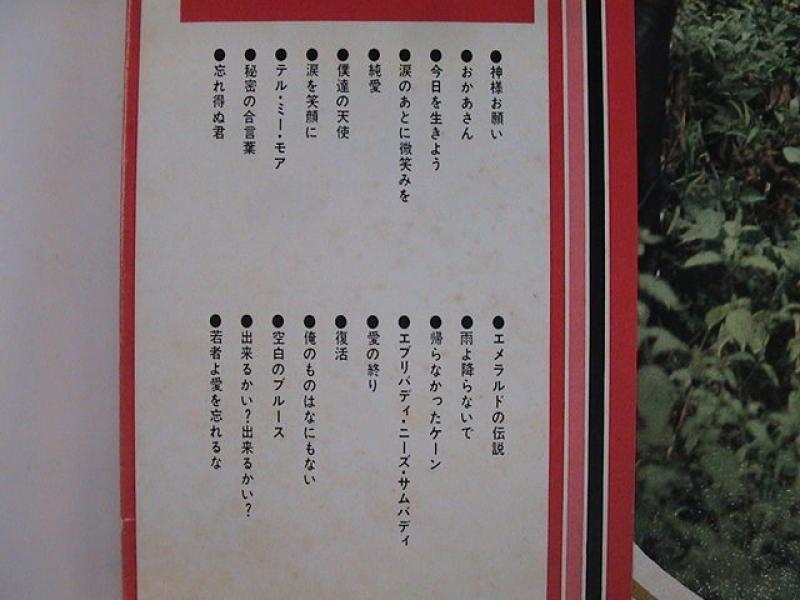 ●神様お願い
●おかあさん
●今日を生きよう
●涙のあとに微笑みを
●純愛
●僕達の天使
●涙を笑顔に
●テル・ミー・モア
●秘密の合言葉
●忘れ得ぬ君
●エメラルドの伝説
●雨よ降らないで
●帰らなかったケーン
●エブリバディ・ニーズ・サムバディ
●愛の終り
●復活
●俺のものはなにもない
●空白のブルース
●出来るかい?出来るかい?
●若者よ愛を忘れるな